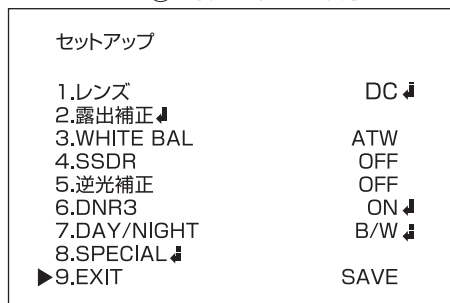 セットアップ
1.レンズ DC↲
2.露出補正↲
3.WHITE BAL ATW
4.SSDR OFF
5.逆光補正 OFF
6.DNR3 ON↲
7.DAY/NIGHT B/W↲
8.SPECIAL↲
▶9.EXIT SAVE